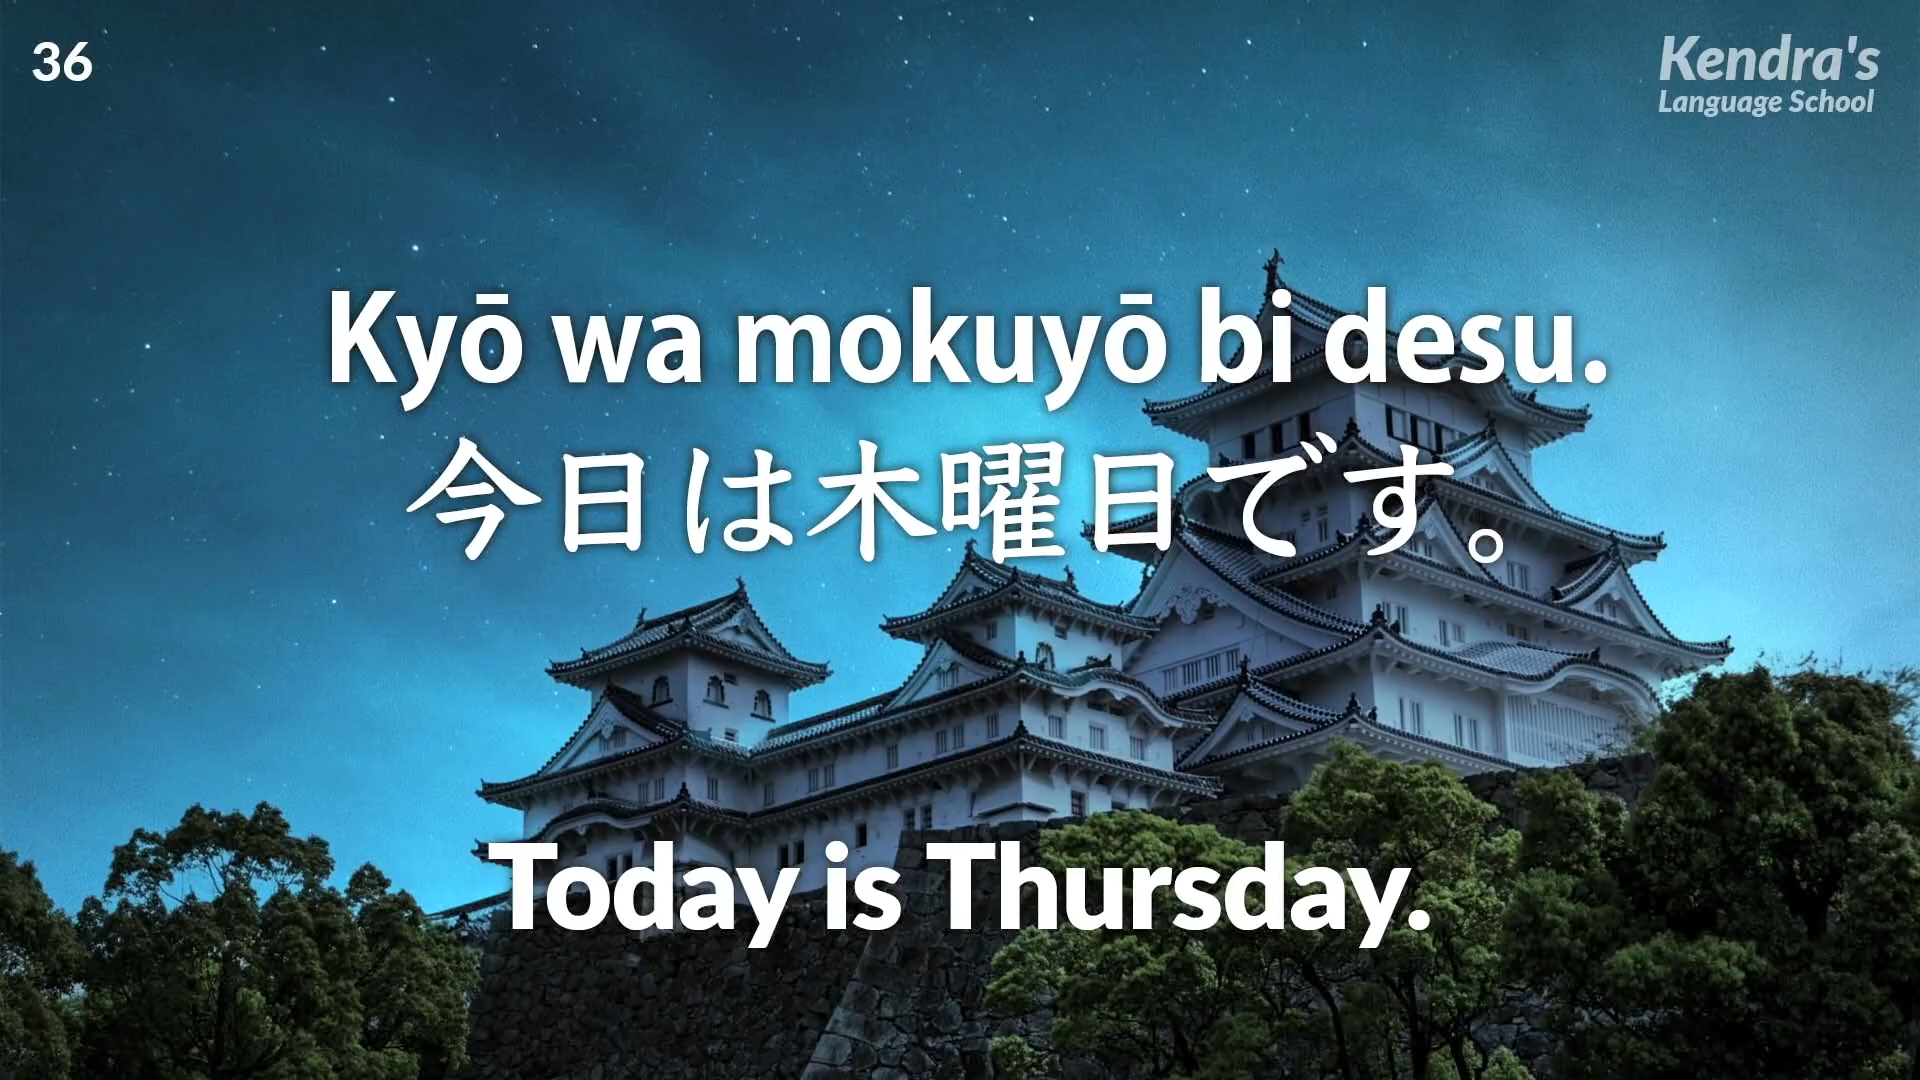 36
Kendra's
Language School
Kyō wa mokuyō bi desu.
今日は木曜日です。
Today is Thursday.